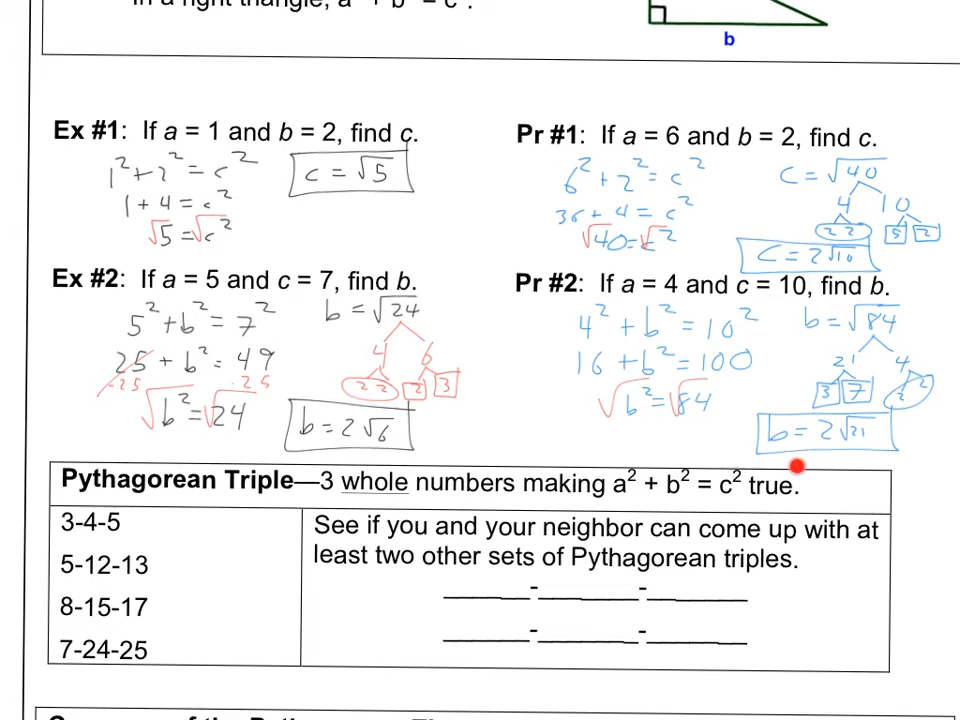 In a right triangle, a² + b² = c².
b
Ex #1: If a = 1 and b = 2, find c.
1² + 2² = c²
c = √5
1 + 4 = c²
√5 = √c²
Pr #1: If a = 6 and b = 2, find c.
6² + 2² = c²
c = √40
36 + 4 = c²
4 10
√40 = √c²
2 2 5 2
c = 2√10
Ex #2: If a = 5 and c = 7, find b.
5² + b² = 7²
b = √24
25 + b² = 49
4 6
-25 -25
2 2 2 3
√b² = √24
b = 2√6
Pr #2: If a = 4 and c = 10, find b.
4² + b² = 10²
b = √84
16 + b² = 100
21 4
√b² = √84
3 7 2 2
b = 2√21
Pythagorean Triple—3 whole numbers making a² + b² = c² true.
3-4-5
5-12-13
8-15-17
7-24-25
See if you and your neighbor can come up with at
least two other sets of Pythagorean triples.
______-______-______
______-______-______